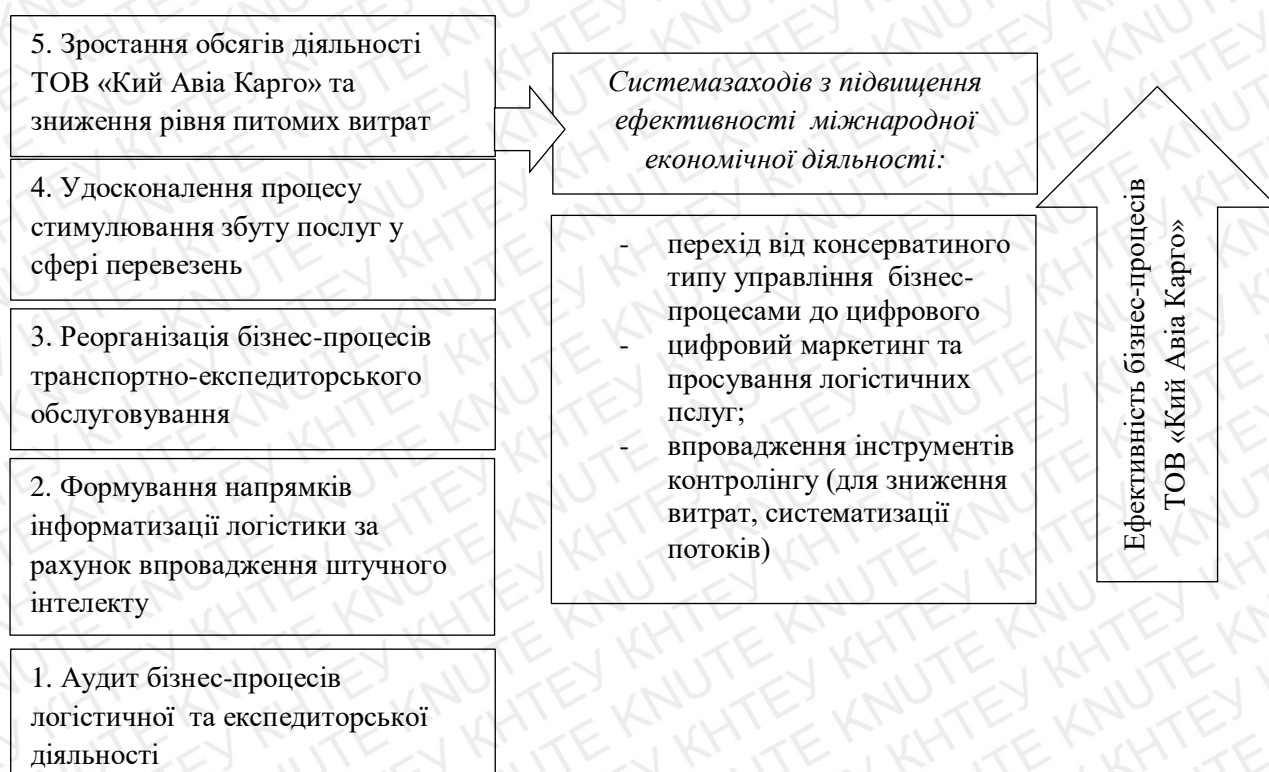 5. Зростання обсягів діяльності
ТОВ «Кий Авіа Карго» та
зниження рівня питомих витрат
4. Удосконалення процесу
стимулювання збуту послуг у
сфері перевезень
3. Реорганізація бізнес-процесів
транспортно-експедиторського
обслуговування
2. Формування напрямків
інформатизації логістики за
рахунок впровадження штучного
інтелекту
1. Аудит бізнес-процесів
логістичної та експедиторської
діяльності
Системазаходів з підвищення
ефективності міжнародної
економічної діяльності:
- перехід від консерватиного
типу управління бізнес-
процесами до цифрового
- цифровий маркетинг та
просування логістичних
пслуг;
- впровадження інструментів
контролінгу (для зниження
витрат, систематизації
потоків)
Ефективність бізнес-процесів
ТОВ «Кий Авіа Карго»